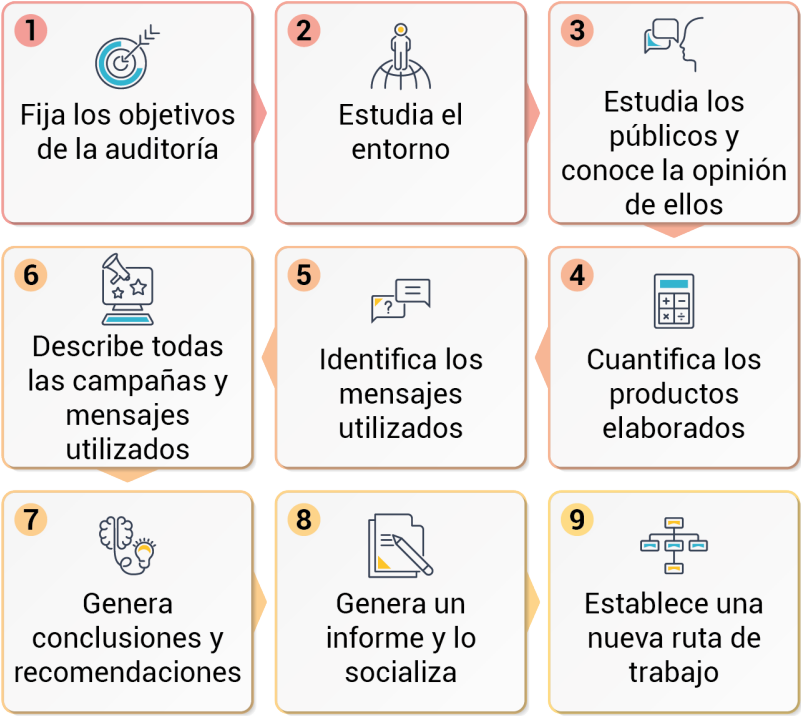 1
Fija los objetivos
de la auditoría
2
Estudia el
entorno
3
Estudia los
públicos y
conoce la opinión
de ellos
4
Cuantifica los
productos
elaborados
5
?
Identifica los
mensajes
utilizados
6
Describe todas
las campañas y
mensajes
utilizados
7
Genera
conclusiones y
recomendaciones
8
Genera un
informe y lo
socializa
9
Establece una
nueva ruta de
trabajo